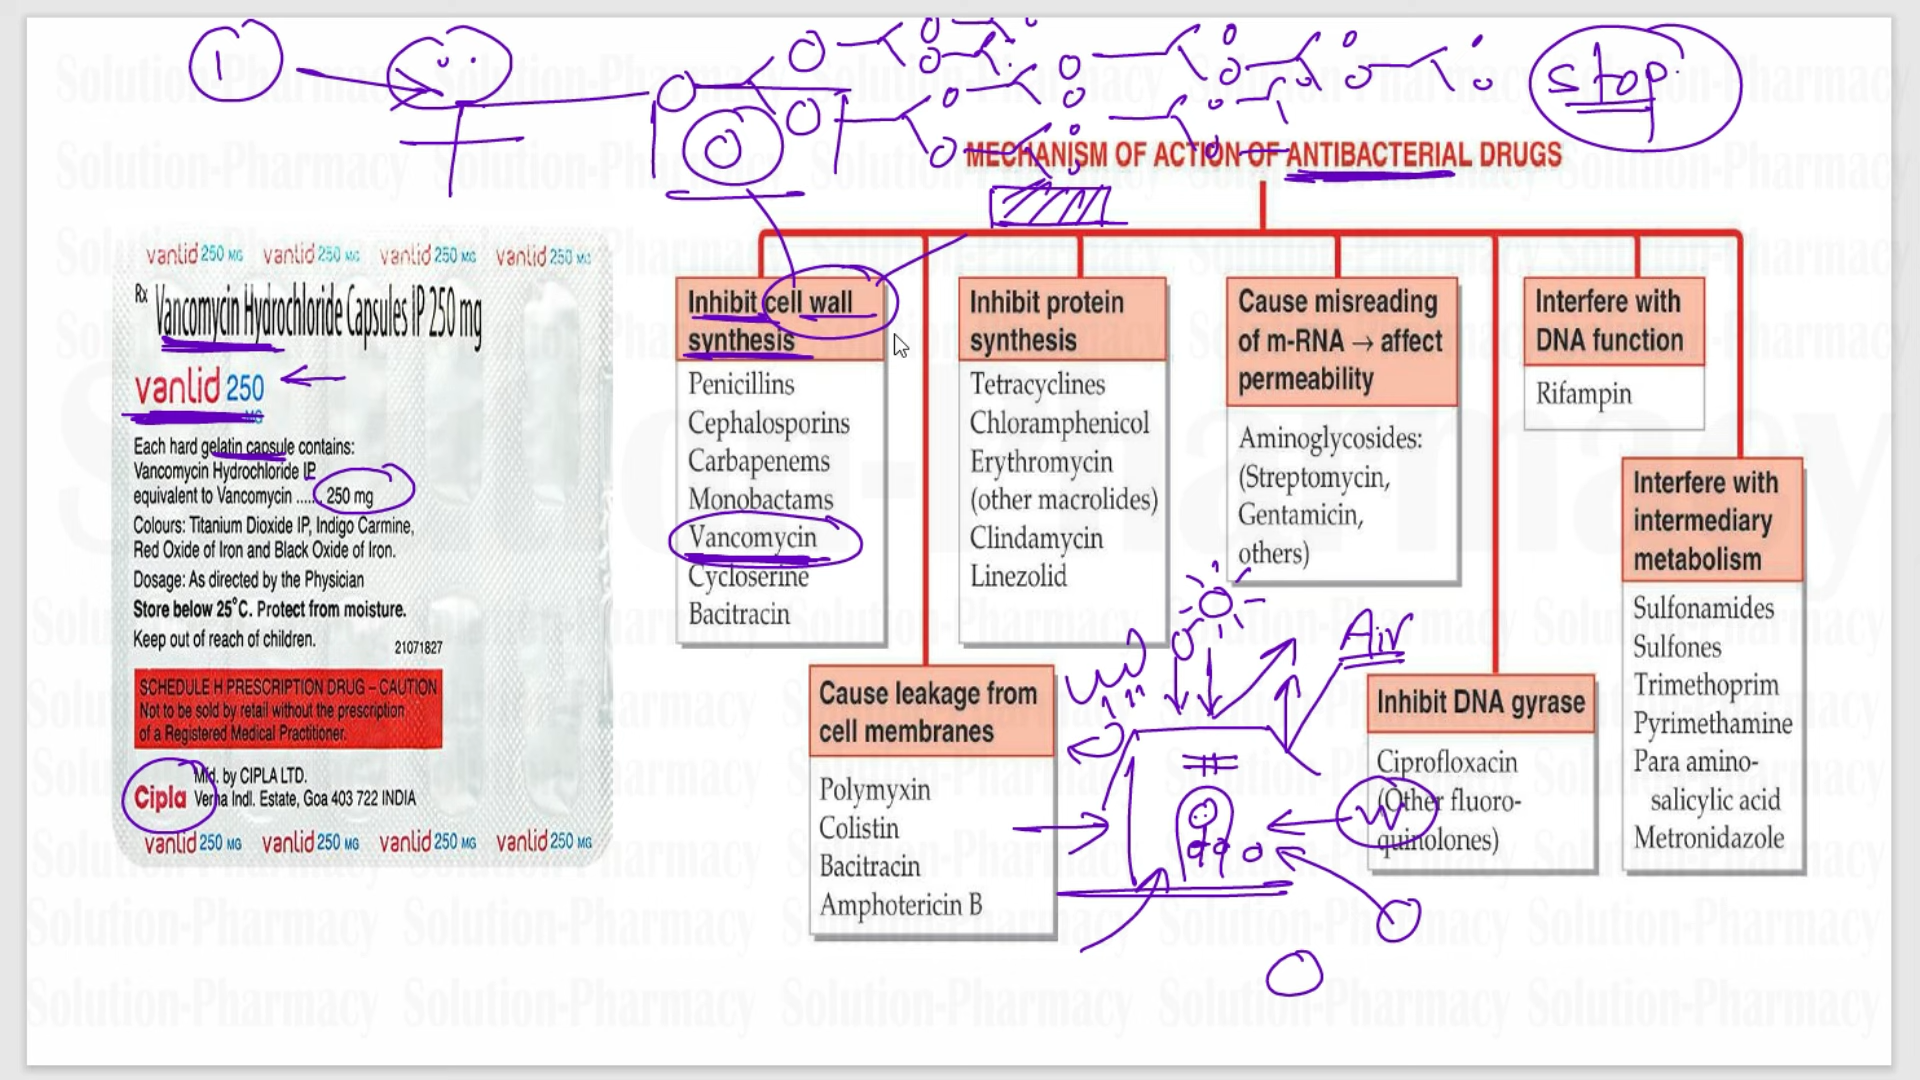 1
stop
MECHANISM OF ACTION OF ANTIBACTERIAL DRUGS
vanlid 250 MG vanlid 250 MG vanlid 250 MG vanlid 250 MG
Rx Vancomycin Hydrochloride Capsules IP 250 mg
vanlid 250
MG
Each hard gelatin capsule contains:
Vancomycin Hydrochloride IP
equivalent to Vancomycin ...... 250 mg
Colours: Titanium Dioxide IP, Indigo Carmine,
Red Oxide of Iron and Black Oxide of Iron.
Dosage: As directed by the Physician
Store below 25°C. Protect from moisture.
Keep out of reach of children.
21071827
SCHEDULE H PRESCRIPTION DRUG – CAUTION
Not to be sold by retail without the prescription
of a Registered Medical Practitioner.
Cipla
Mfd. by CIPLA LTD.
Verna Indl. Estate, Goa 403 722 INDIA
vanlid 250 MG vanlid 250 MG vanlid 250 MG vanlid 250 MG
Inhibit cell wall
synthesis
Penicillins
Cephalosporins
Carbapenems
Monobactams
Vancomycin
Cycloserine
Bacitracin
Cause leakage from
cell membranes
Polymyxin
Colistin
Bacitracin
Amphotericin B
Inhibit protein
synthesis
Tetracyclines
Chloramphenicol
Erythromycin
(other macrolides)
Clindamycin
Linezolid
Cause misreading
of m-RNA → affect
permeability
Aminoglycosides:
(Streptomycin,
Gentamicin,
others)
Air
W
Inhibit DNA gyrase
Ciprofloxacin
(Other fluoro-
quinolones)
Interfere with
DNA function
Rifampin
Interfere with
intermediary
metabolism
Sulfonamides
Sulfones
Trimethoprim
Pyrimethamine
Para amino-
salicylic acid
Metronidazole
Solution-Pharmacy